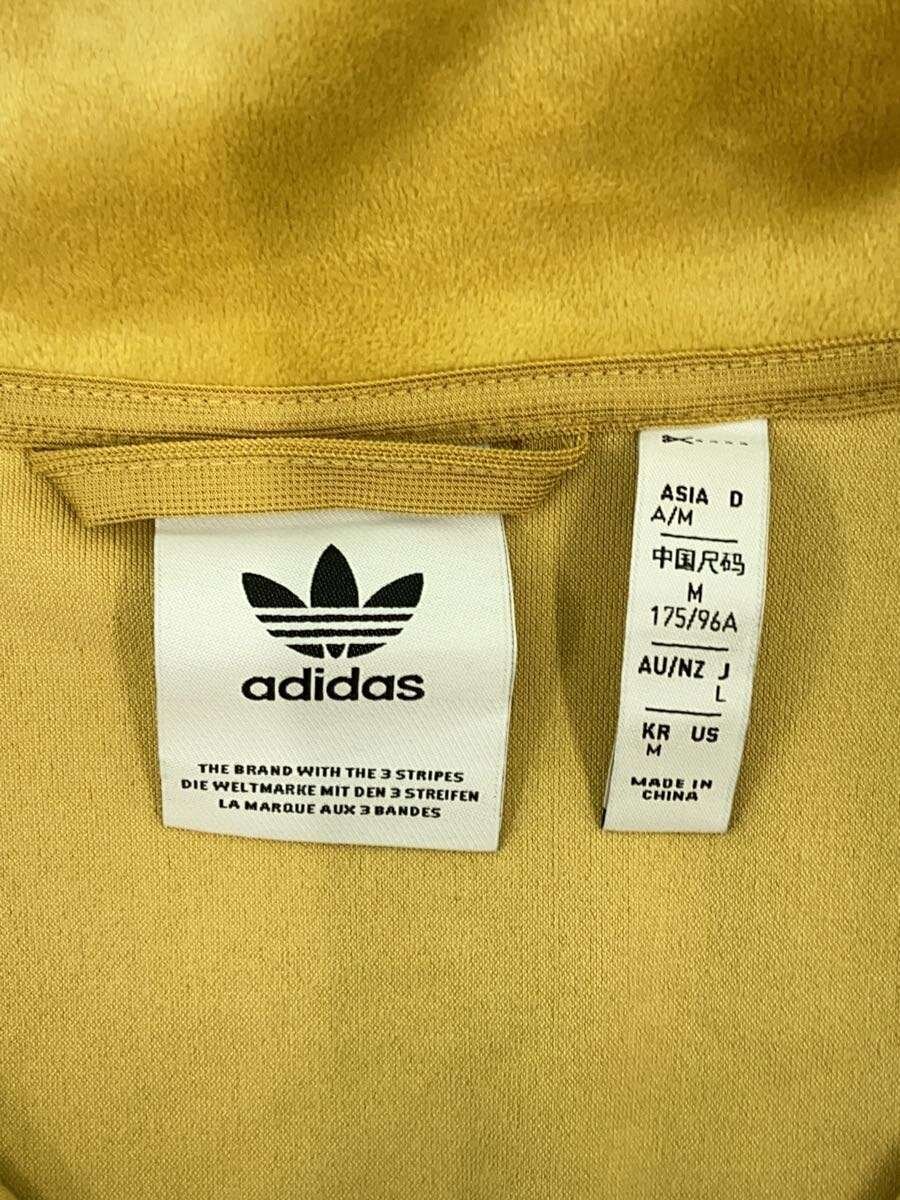 adidas
THE BRAND WITH THE 3 STRIPES
DIE WELTMARKE MIT DEN 3 STREIFEN
LA MARQUE AUX 3 BANDES
ASIA D
A/M
中国尺码
M
175/96A
AU/NZ J
L
KR US
M
MADE IN
CHINA